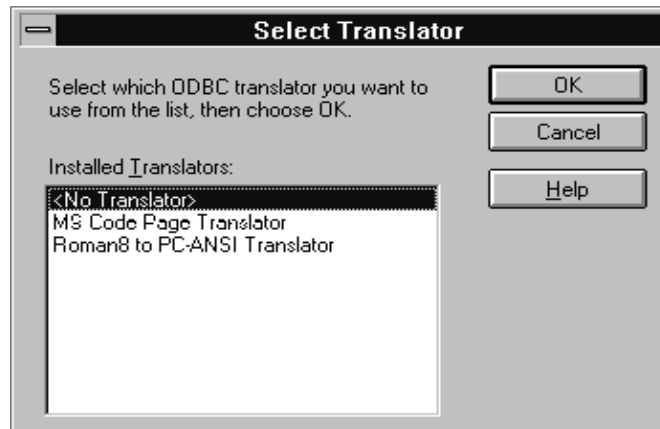 Select Translator
Select which ODBC translator you want to
use from the list, then choose OK.
OK
Cancel
Installed Translators:
Help
<No Translator>
MS Code Page Translator
Roman8 to PC-ANSI Translator